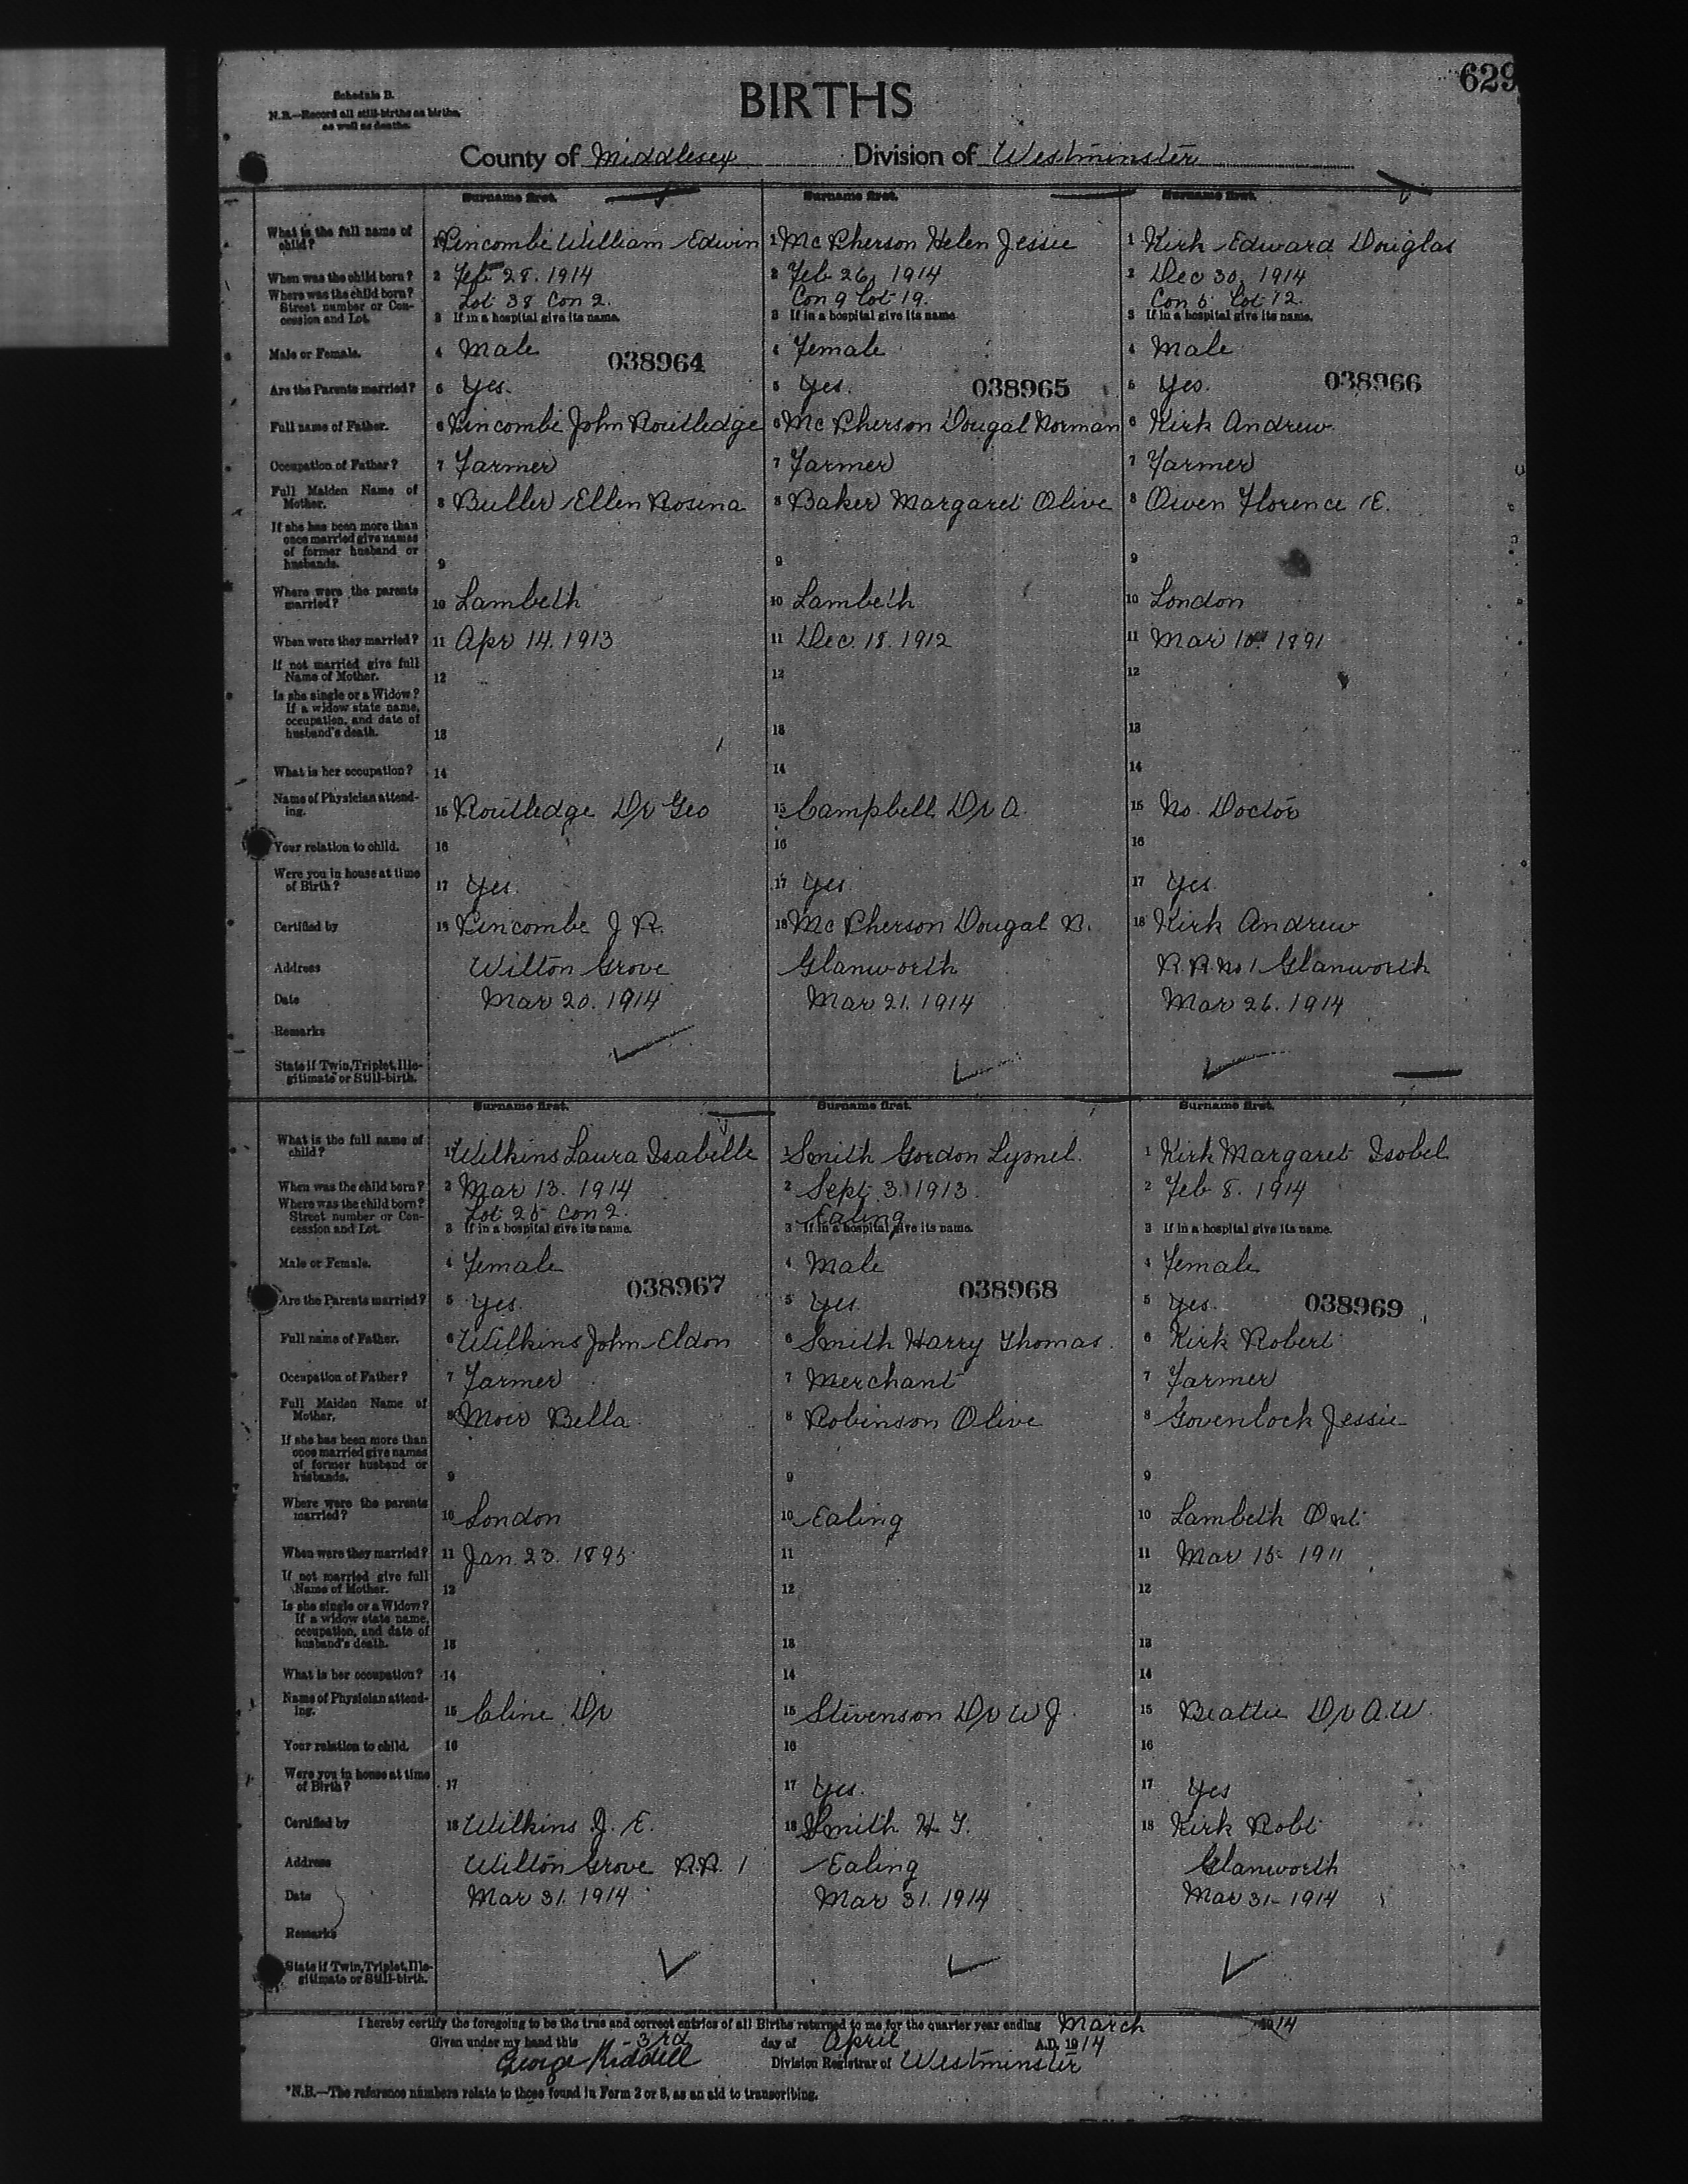 629
Schedule B.
N.B.—Record all still-births as births, as well as deaths.
BIRTHS
County of Middlesex Division of Westminster
Surname first. Surname first. Surname first.
What is the full name of child? 1 Pincombe William Edwin 1 McPherson Helen Jessie 1 Kirk Edward Douglas
When was the child born? 2 Feb 28. 1914 2 Feb 26, 1914 2 Dec 30, 1914
Where was the child born? Street number or Concession and Lot. Lot 38 Con 2. Con 9 Lot 19. Con 5 Lot 12.
3 If in a hospital give its name. 3 If in a hospital give its name 3 If in a hospital give its name.
Male or Female. 4 Male 4 Female 4 Male
038964 038965 038966
Are the Parents married? 5 Yes. 5 Yes. 5 Yes.
Full name of Father. 6 Pincombe John Routledge 6 McPherson Dougal Norman 6 Kirk Andrew
Occupation of Father? 7 Farmer 7 Farmer 7 Farmer
Full Maiden Name of Mother. 8 Buller Ellen Rosina 8 Baker Margaret Olive 8 Owen Florence E.
If she has been more than once married give names of former husband or husbands. 9 9 9
Where were the parents married? 10 Lambeth 10 Lambeth 10 London
When were they married? 11 Apr 14. 1913 11 Dec. 18. 1912 11 Mar 10 1891
If not married give full Name of Mother. 12 12 12
Is she single or a Widow? If a widow state name, occupation, and date of husband's death. 13 13 13
What is her occupation? 14 14 14
Name of Physician attending. 15 Routledge Dr Geo 15 Campbell Dr A. 15 No Doctor
Your relation to child. 16 16 16
Were you in house at time of Birth? 17 Yes. 17 Yes 17 Yes
Certified by 18 Pincombe J. R. 18 McPherson Dougal N. 18 Kirk Andrew
Address Wilton Grove Glanworth R.R. No 1 Glanworth
Date Mar 20. 1914 Mar 21. 1914 Mar 26. 1914
Remarks
State if Twin, Triplet, Illegitimate or Still-birth.
Surname first. Surname first. Surname first.
What is the full name of child? 1 Wilkins Laura Isabelle 1 Smith Gordon Lymel. 1 Kirk Margaret Isobel
When was the child born? 2 Mar 13. 1914 2 Sept 3. 1913 2 Feb 8. 1914
Where was the child born? Street number or Concession and Lot. Lot 25 Con 2. Ealing
3 If in a hospital give its name. 3 If in a hospital give its name. 3 If in a hospital give its name.
Male or Female. 4 Female 4 Male 4 Female
038967 038968 038969
Are the Parents married? 5 Yes. 5 Yes 5 Yes.
Full name of Father. 6 Wilkins John Eldon 6 Smith Harry Thomas. 6 Kirk Robert
Occupation of Father? 7 Farmer 7 Merchant 7 Farmer
Full Maiden Name of Mother. 8 Moir Bella 8 Robinson Olive 8 Govenlock Jessie
If she has been more than once married give names of former husband or husbands. 9 9 9
Where were the parents married? 10 London 10 Ealing 10 Lambeth Ont
When were they married? 11 Jan. 23. 1895 11 11 Mar 15 1911
If not married give full Name of Mother. 12 12 12
Is she single or a Widow? If a widow state name, occupation, and date of husband's death. 13 13 13
What is her occupation? 14 14 14
Name of Physician attending. 15 Cline Dr 15 Stevenson Dr W J 15 Beattie Dr A.W.
Your relation to child. 16 16 16
Were you in house at time of Birth? 17 17 Yes. 17 Yes
Certified by 18 Wilkins J. E. 18 Smith H. T. 18 Kirk Robt
Address Wilton Grove R.R. 1 Ealing Glanworth
Date Mar 31. 1914 Mar 31. 1914 Mar 31 - 1914
Remarks
State if Twin, Triplet, Illegitimate or Still-birth.
I hereby certify the foregoing to be the true and correct entries of all Births returned to me for the quarter year ending March 1914
Given under my hand this 3rd day of April A.D. 1914
George Riddell Division Registrar of Westminster
*N.B.—The reference numbers relate to those found in Form 2 or 8, as an aid to transcribing.